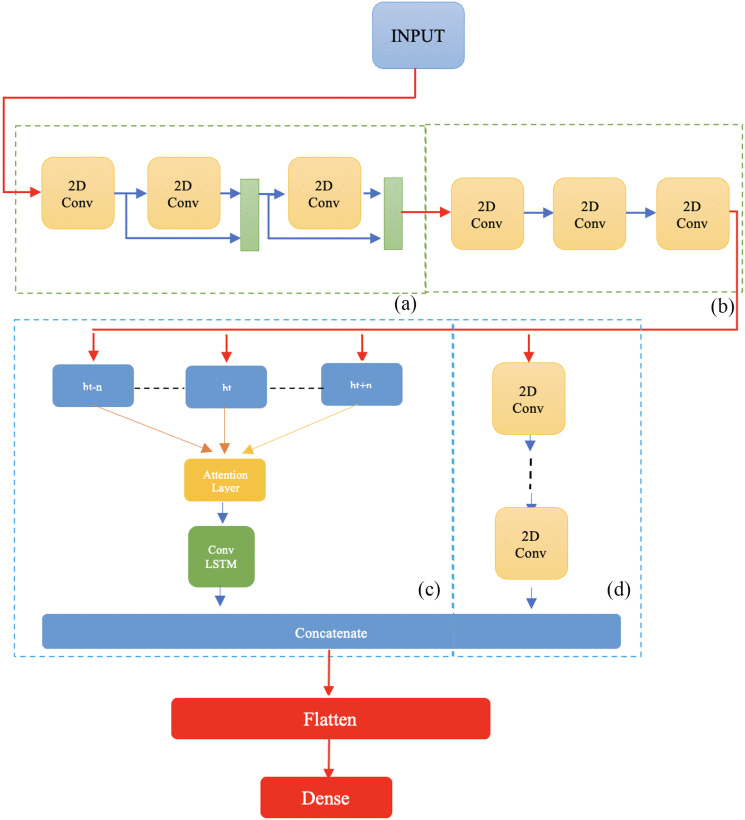 INPUT
2D
Conv
2D
Conv
2D
Conv
2D
Conv
2D
Conv
2D
Conv
(a)
(b)
ht-n
ht
ht+n
2D
Conv
Attention
Layer
2D
Conv
Conv
LSTM
(c)
(d)
Concatenate
Flatten
Dense